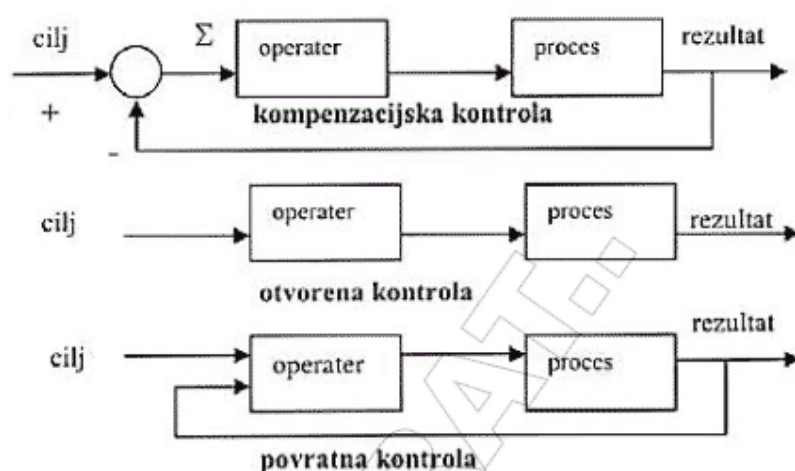 cilj Σ operater proces rezultat
+
-
kompenzacijska kontrola
cilj operater proces rezultat
otvorena kontrola
rezultat
cilj operater proces
povratna kontrola